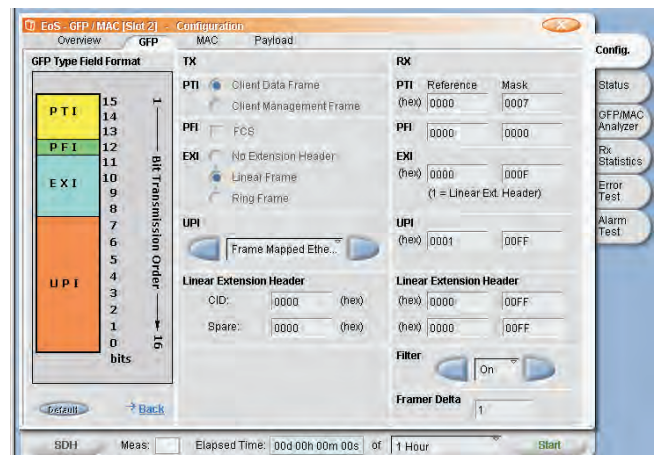 EoS - GFP / MAC [Slot 2] - Configuration
Overview GFP MAC Payload
Config.
Status
GFP/MAC Analyzer
Rx Statistics
Error Test
Alarm Test
GFP Type Field Format
PTI
PFI
EXI
UPI
15
14
13
12
11
10
9
8
7
6
5
4
3
2
1
0
bits
1 Bit Transmission Order 16
Default
Back
TX
PTI Client Data Frame
Client Management Frame
PFI FCS
EXI No Extension Header
Linear Frame
Ring Frame
UPI
Frame Mapped Ethe...
Linear Extension Header
CID: 0000 (hex)
Spare: 0000 (hex)
RX
PTI Reference Mask
(hex) 0000 0007
PFI 0000 0000
EXI
(hex) 0000 000F
(1 = Linear Ext. Header)
UPI
(hex) 0001 00FF
Linear Extension Header
(hex) 0000 00FF
(hex) 0000 00FF
Filter
On
Framer Delta
1
SDH Meas: Elapsed Time: 00d 00h 00m 00s of 1 Hour Start